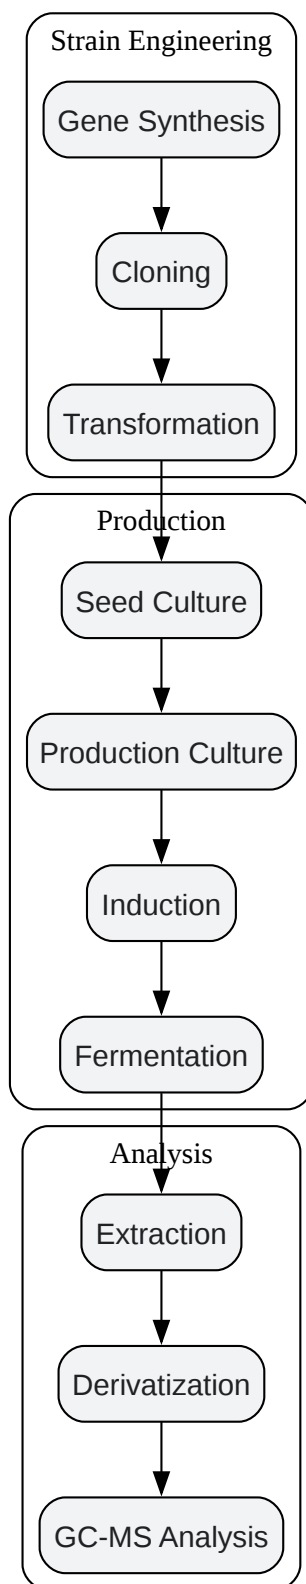 Strain Engineering
Gene Synthesis
Cloning
Transformation
Production
Seed Culture
Production Culture
Induction
Fermentation
Analysis
Extraction
Derivatization
GC-MS Analysis